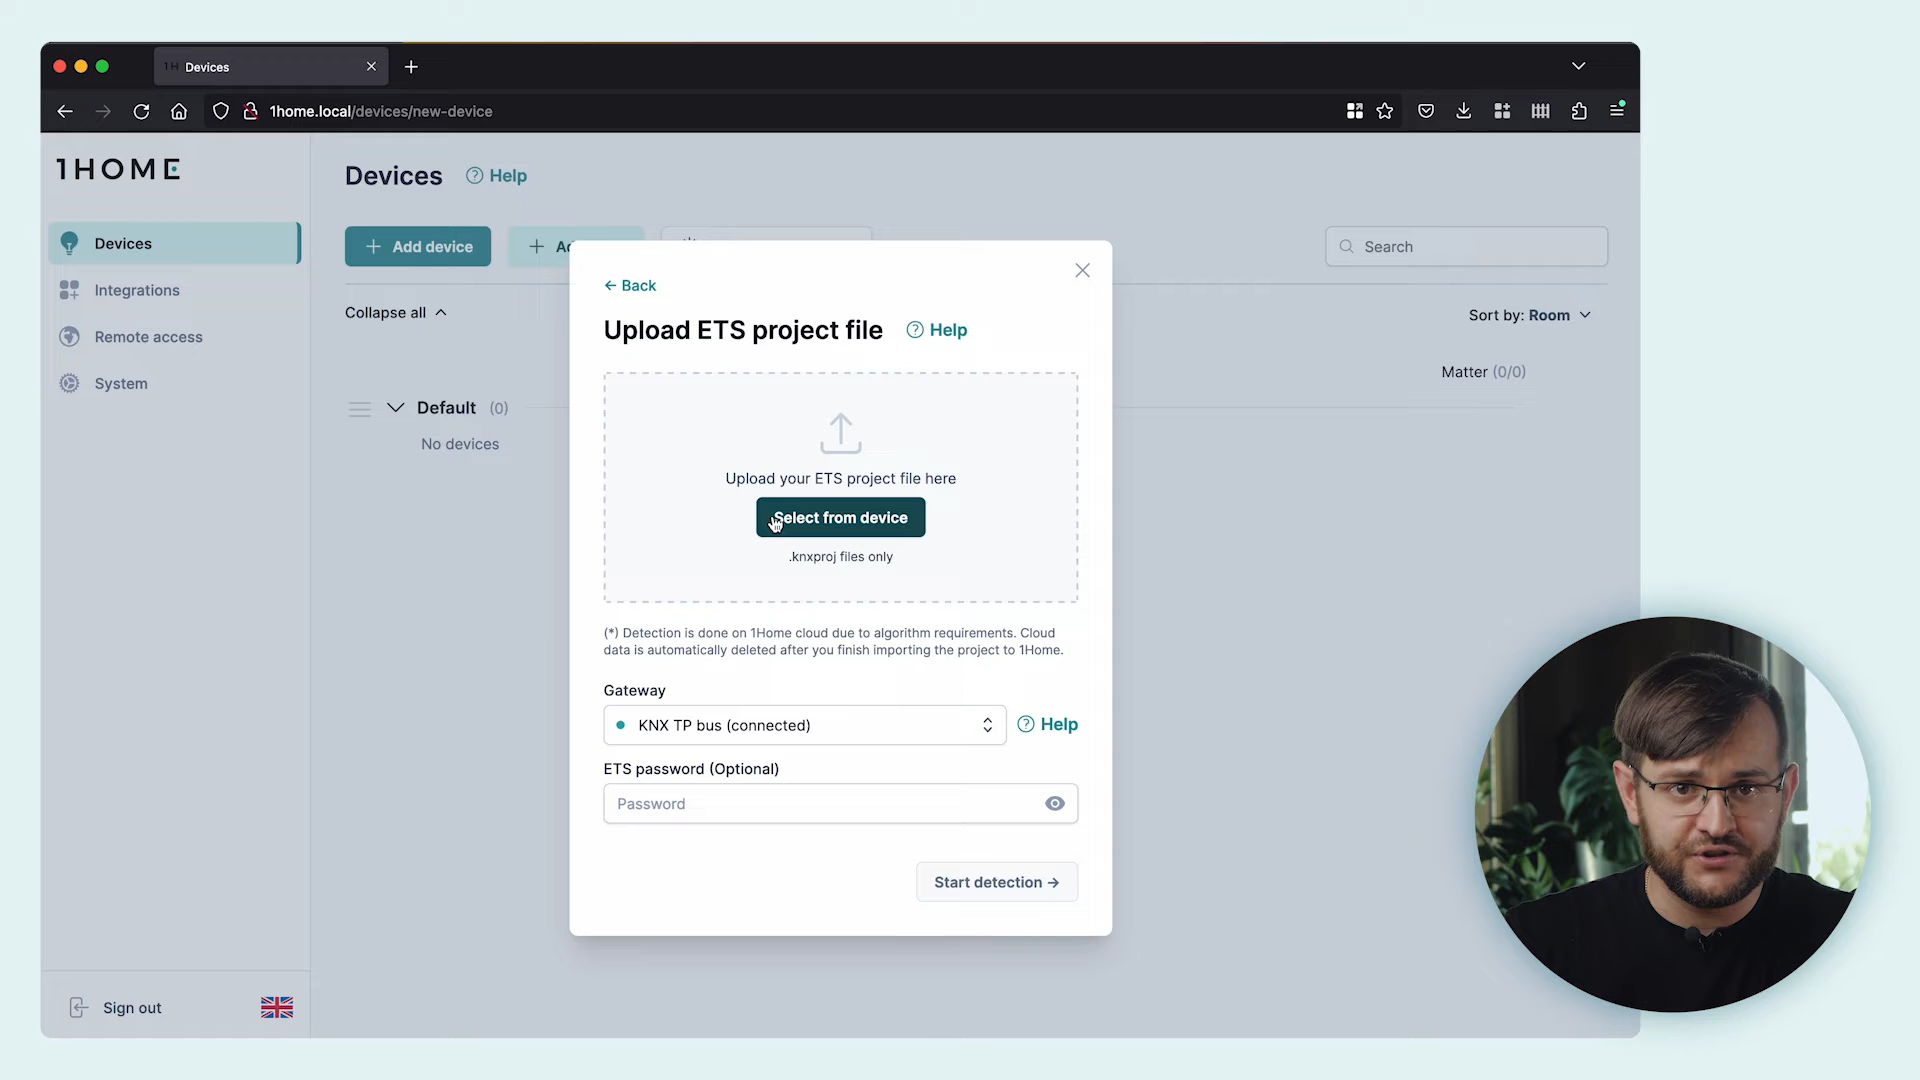 1H Devices
1home.local/devices/new-device
1HOME
Devices
Integrations
Remote access
System
Sign out
Devices
Help
+ Add device
+ Ad
Search
Collapse all
Sort by: Room
Matter (0/0)
Default (0)
No devices
← Back
Upload ETS project file
Help
Upload your ETS project file here
Select from device
.knxproj files only
(*) Detection is done on 1Home cloud due to algorithm requirements. Cloud
data is automatically deleted after you finish importing the project to 1Home.
Gateway
KNX TP bus (connected)
Help
ETS password (Optional)
Password
Start detection →